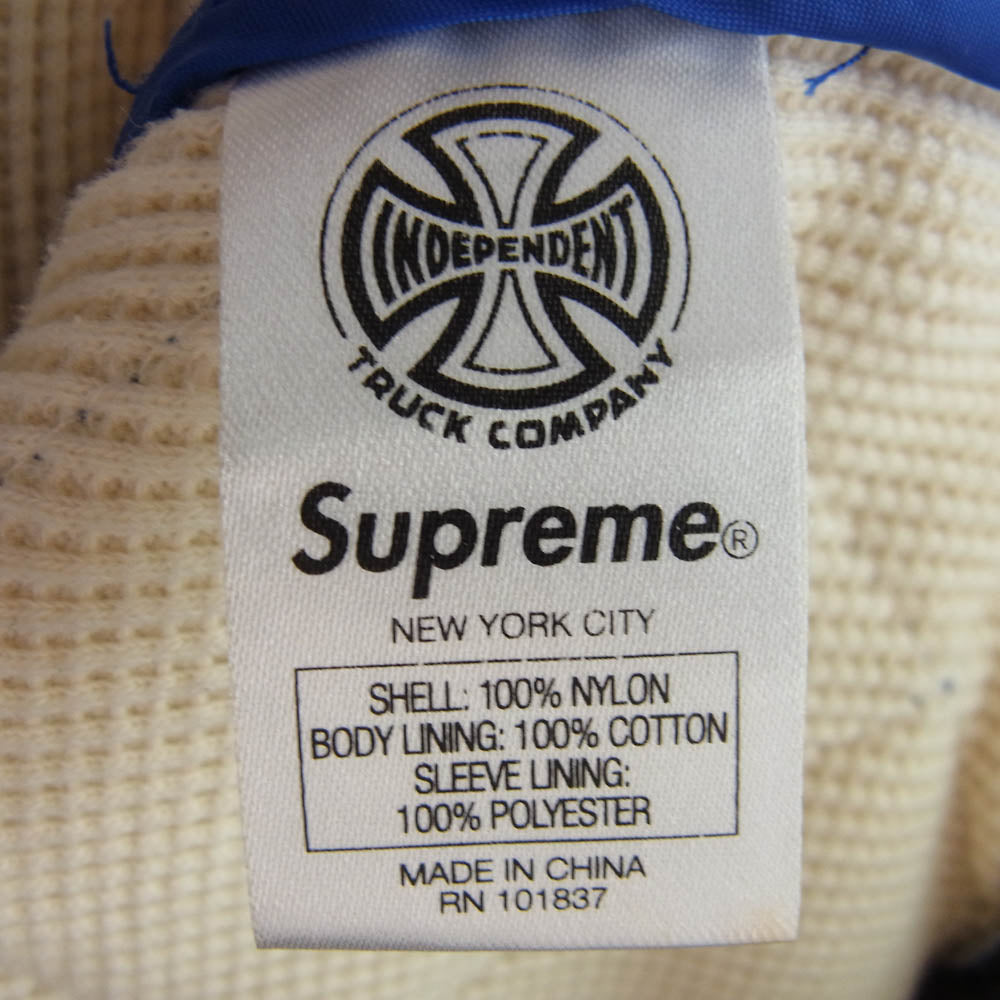 INDEPENDENT
TRUCK COMPANY
Supreme®
NEW YORK CITY
SHELL: 100% NYLON
BODY LINING: 100% COTTON
SLEEVE LINING:
100% POLYESTER
MADE IN CHINA
RN 101837